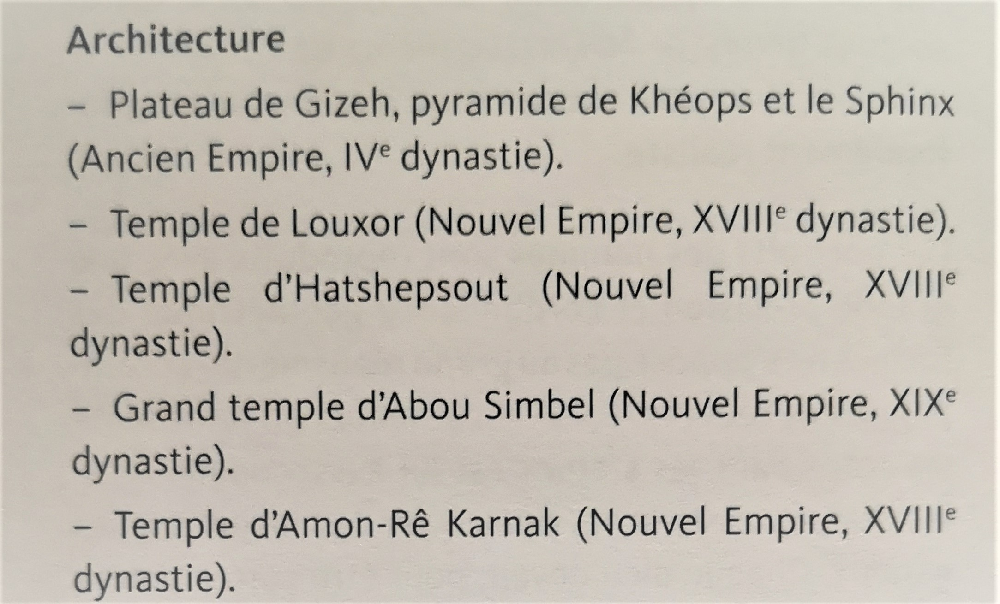 Architecture
– Plateau de Gizeh, pyramide de Khéops et le Sphinx
(Ancien Empire, IVe dynastie).
– Temple de Louxor (Nouvel Empire, XVIIIe dynastie).
– Temple d’Hatshepsout (Nouvel Empire, XVIIIe
dynastie).
– Grand temple d’Abou Simbel (Nouvel Empire, XIXe
dynastie).
– Temple d’Amon-Rê Karnak (Nouvel Empire, XVIIIe
dynastie).